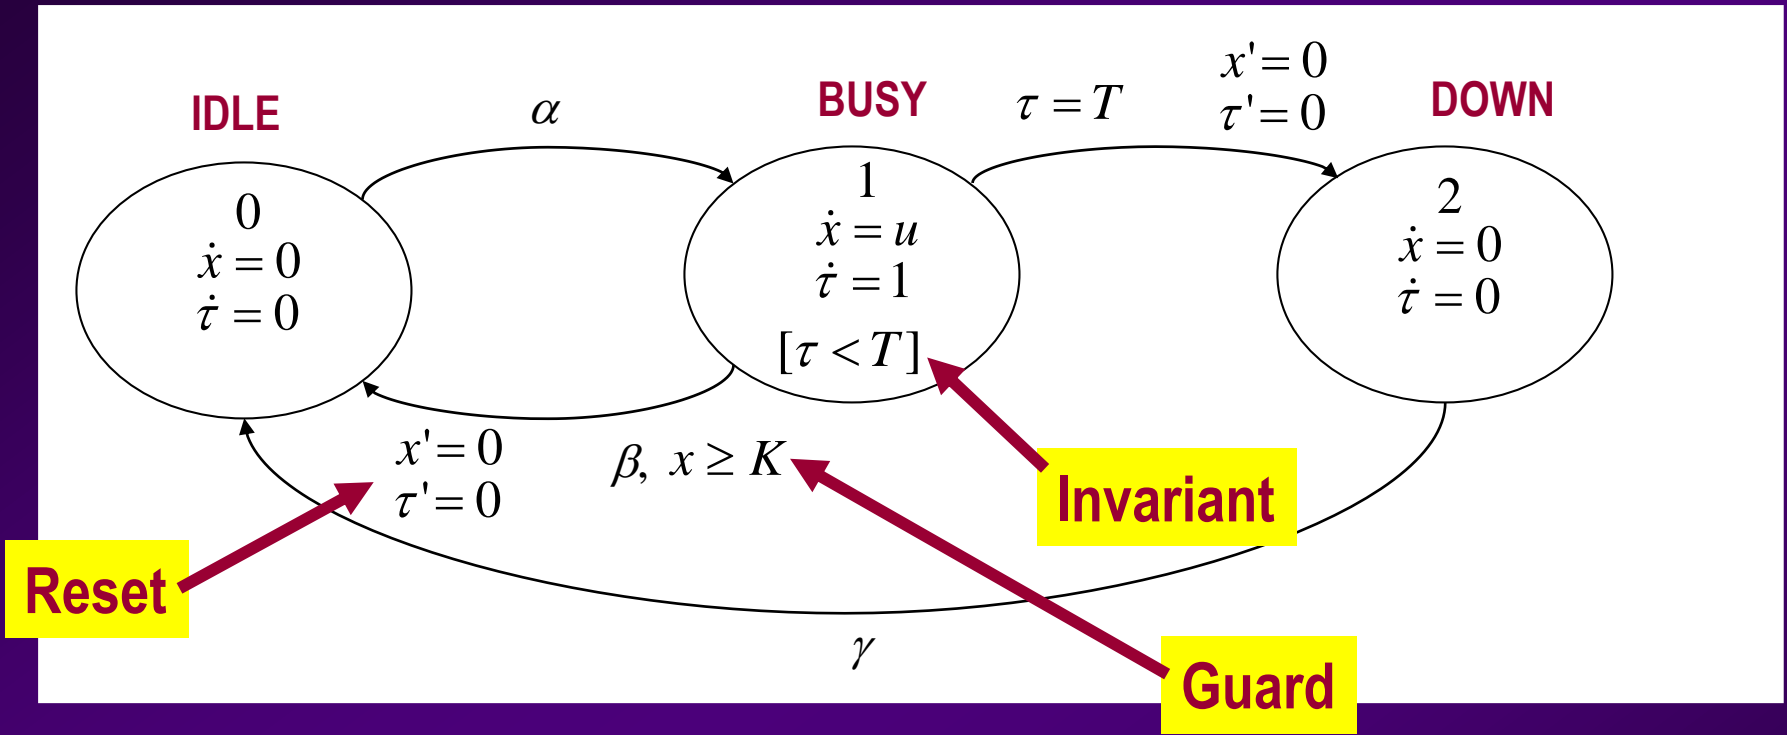 IDLE
α
BUSY
τ = T
x' = 0
τ' = 0
DOWN
0
ẋ = 0
τ̇ = 0
1
ẋ = u
τ̇ = 1
[τ < T]
2
ẋ = 0
τ̇ = 0
x' = 0
τ' = 0
β, x ≥ K
Invariant
Reset
γ
Guard